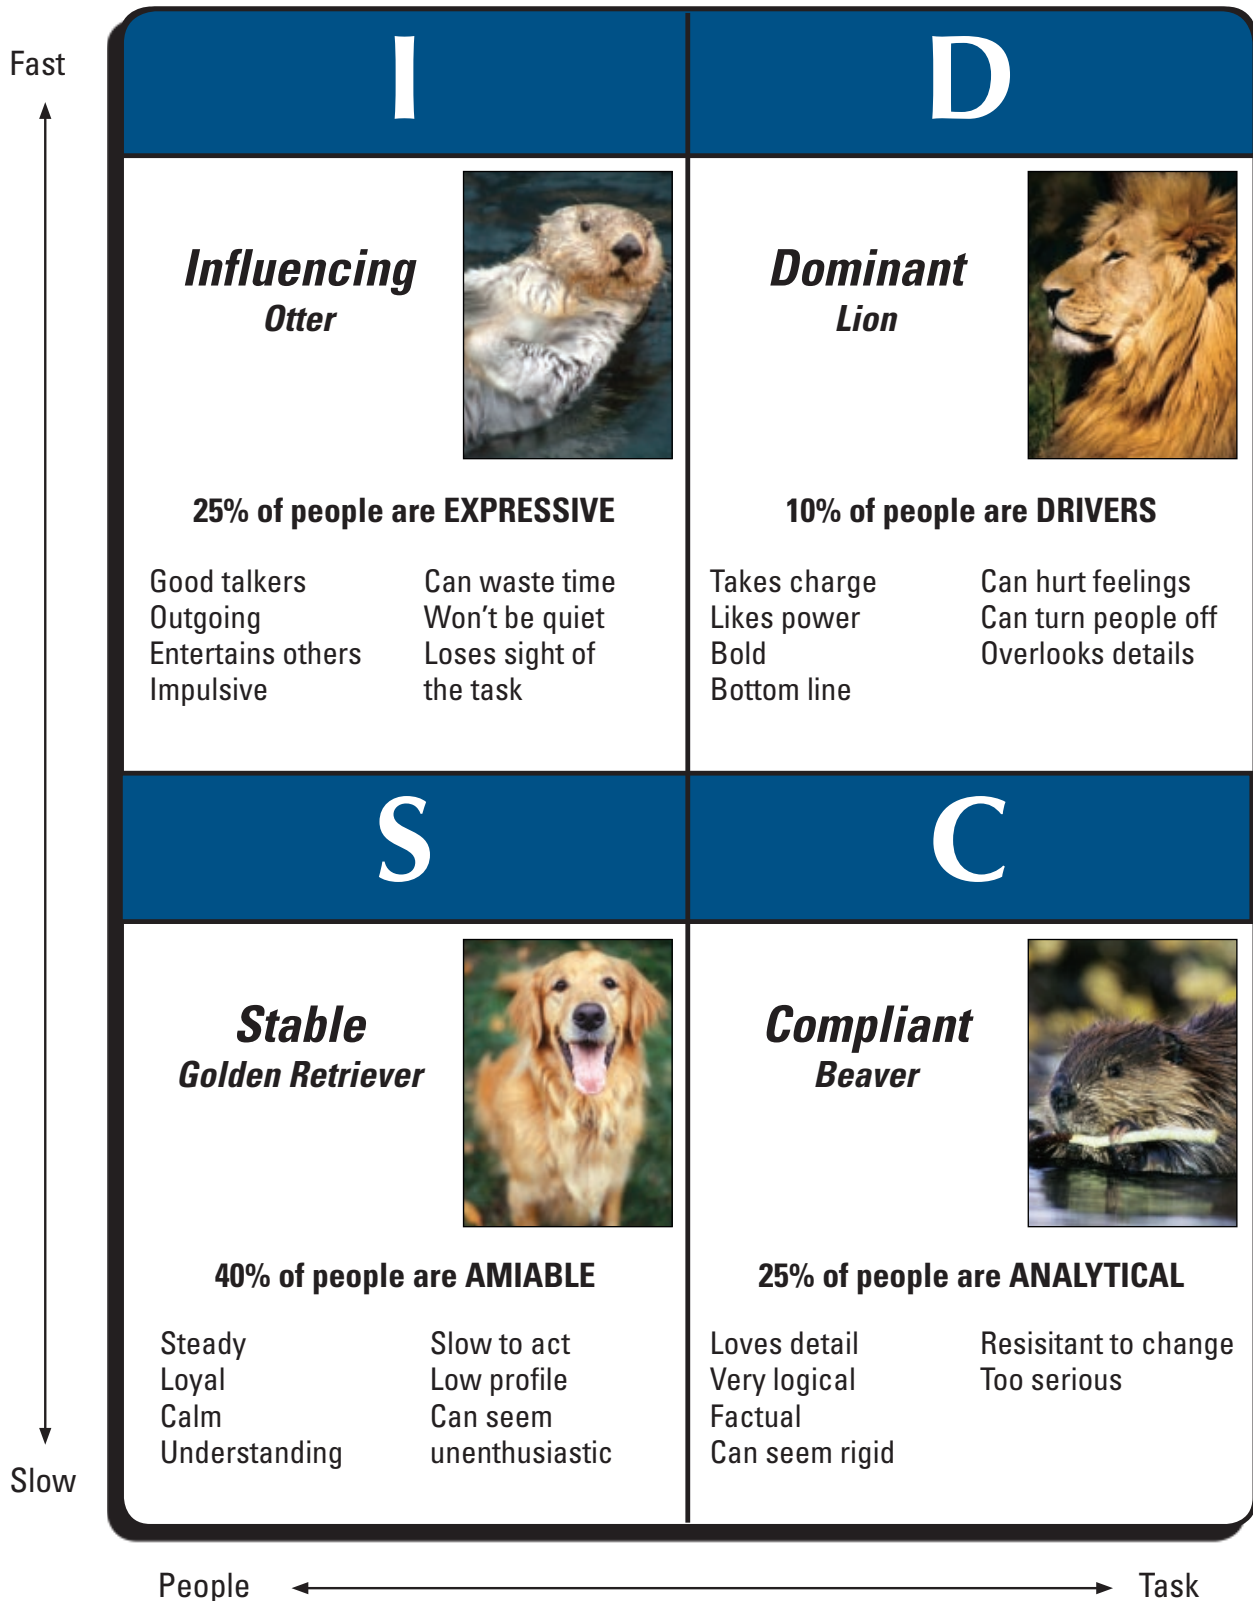 Fast
I
D
Influencing
Otter
Dominant
Lion
25% of people are EXPRESSIVE
Good talkers
Outgoing
Entertains others
Impulsive
Can waste time
Won't be quiet
Loses sight of
the task
10% of people are DRIVERS
Takes charge
Likes power
Bold
Bottom line
Can hurt feelings
Can turn people off
Overlooks details
S
C
Stable
Golden Retriever
Compliant
Beaver
40% of people are AMIABLE
Steady
Loyal
Calm
Understanding
Slow to act
Low profile
Can seem
unenthusiastic
25% of people are ANALYTICAL
Loves detail
Very logical
Factual
Can seem rigid
Resisitant to change
Too serious
Slow
People
Task